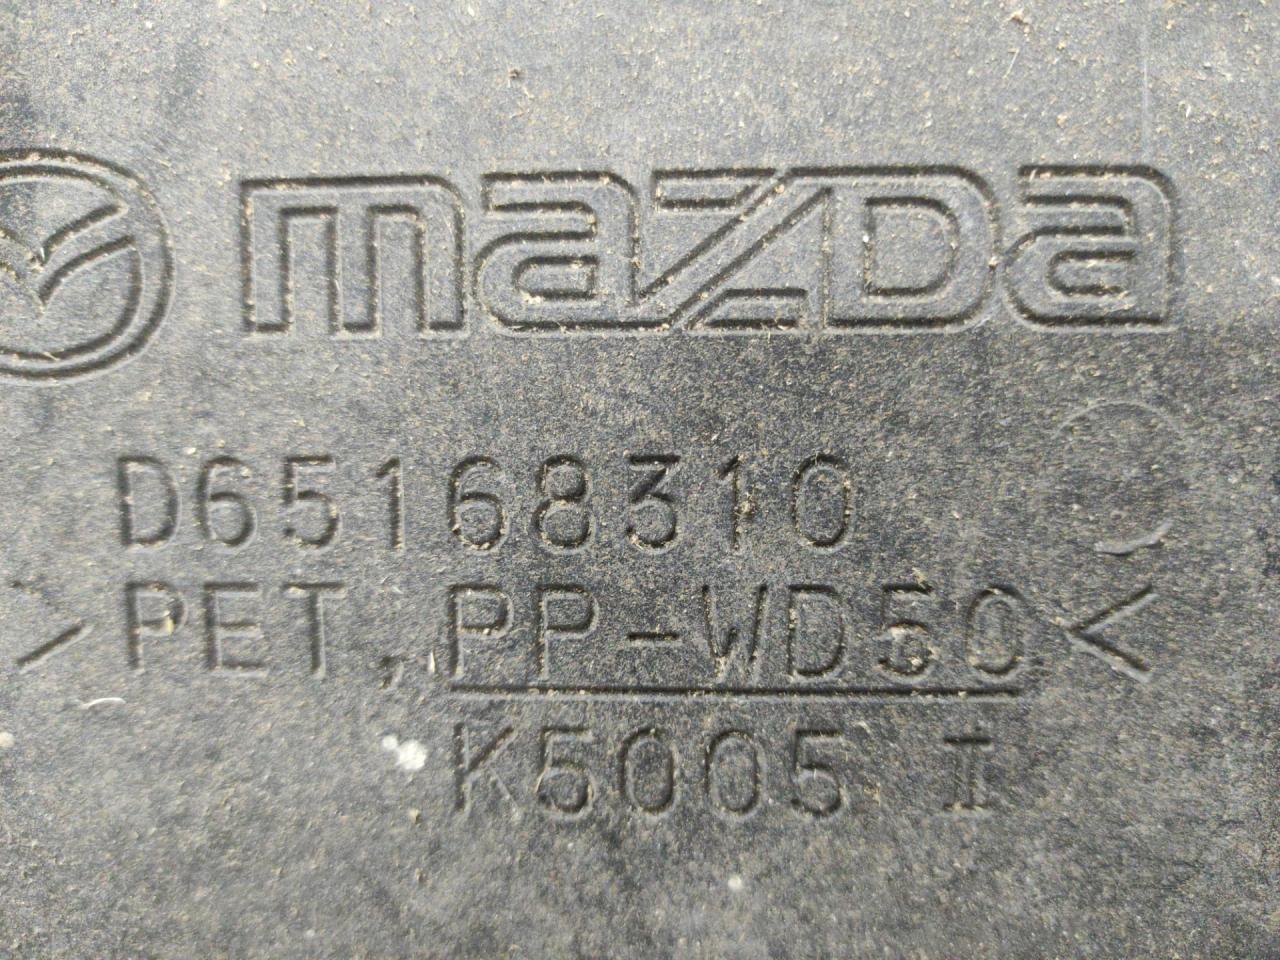 mazda
D65168310
>PET,PP-WD50<
K5005 I